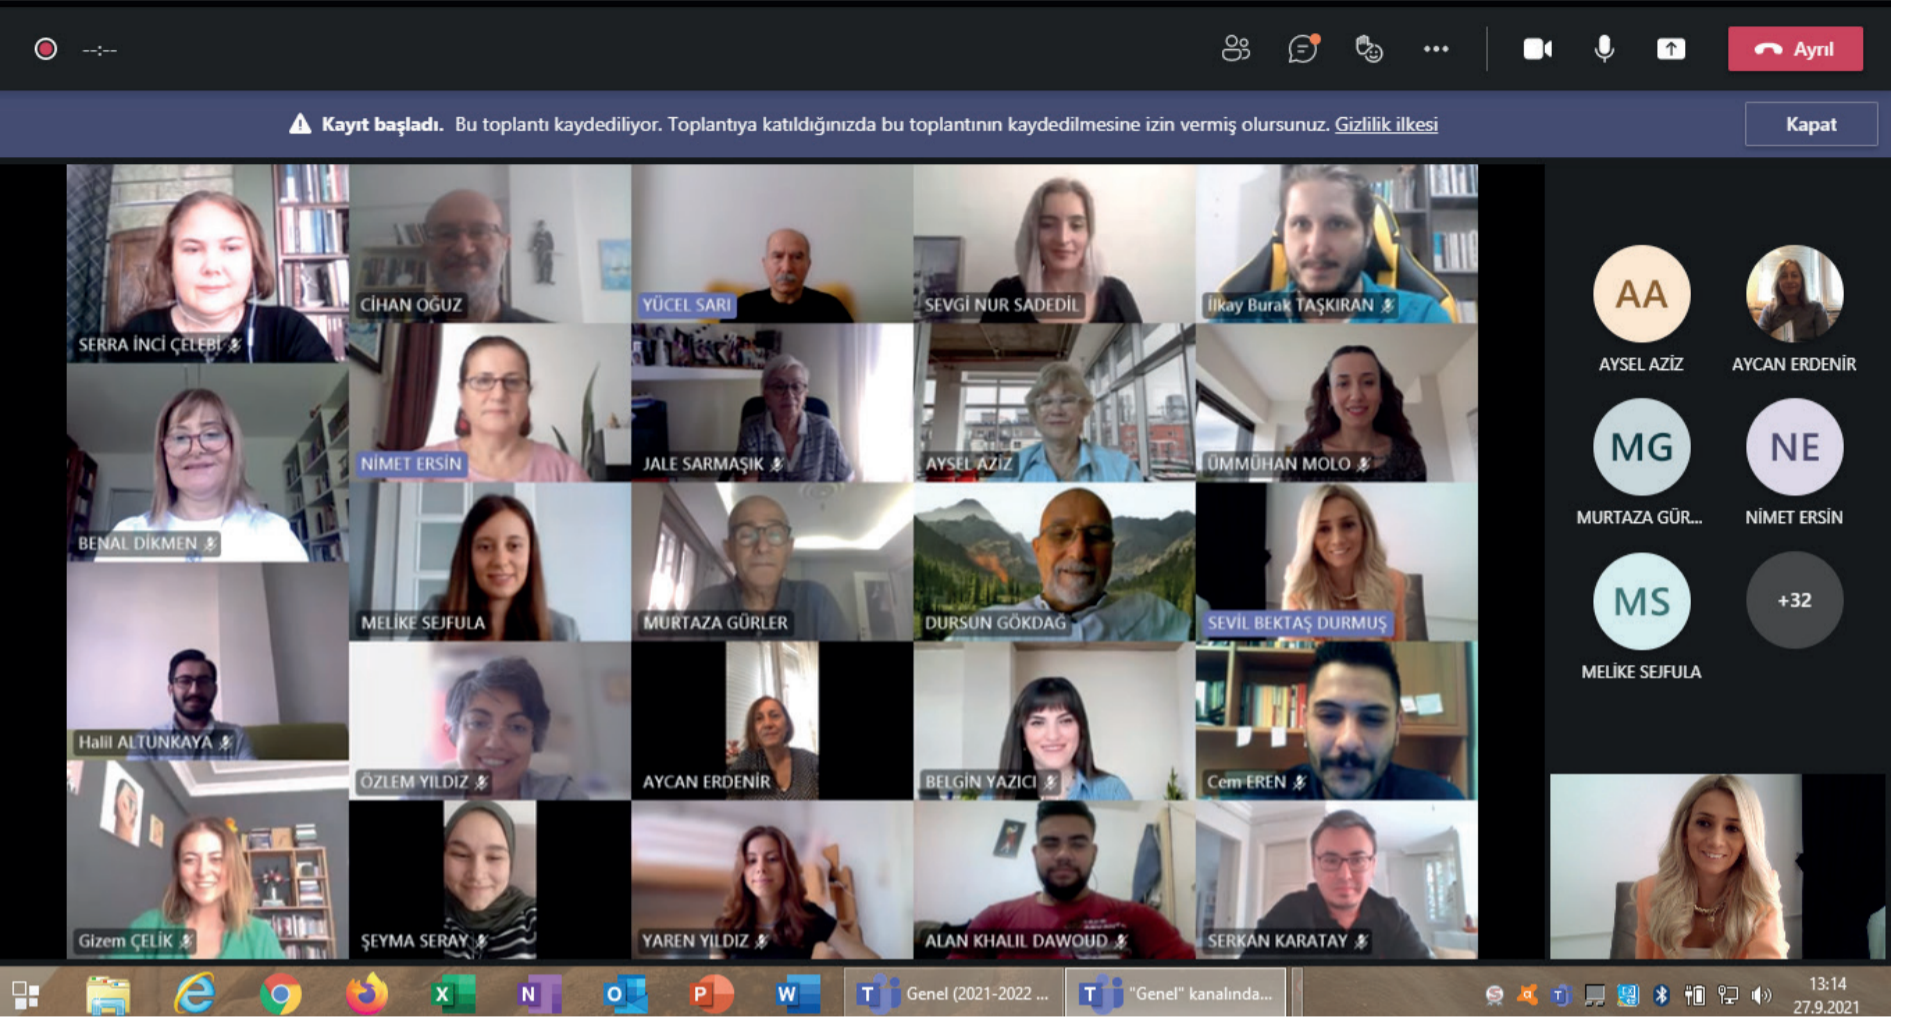 --:--
Ayrıl
Kayıt başladı. Bu toplantı kaydediliyor. Toplantıya katıldığınızda bu toplantının kaydedilmesine izin vermiş olursunuz. Gizlilik ilkesi
Kapat
SERRA İNCİ ÇELEBİ
CİHAN OĞUZ
YÜCEL SARI
SEVGİ NUR SADEDİL
İlkay Burak TAŞKIRAN
BENAL DİKMEN
NİMET ERSİN
JALE SARMAŞIK
AYSEL AZİZ
ÜMMÜHAN MOLO
Halil ALTUNKAYA
MELİKE SEJFULA
MURTAZA GÜRLER
DURSUN GÖKDAĞ
SEVİL BEKTAŞ DURMUŞ
ÖZLEM YILDIZ
AYCAN ERDENİR
BELGİN YAZICI
Cem EREN
Gizem ÇELİK
ŞEYMA SERAY
YAREN YILDIZ
ALAN KHALIL DAWOUD
SERKAN KARATAY
AA
AYSEL AZİZ
AYCAN ERDENİR
MG
NE
MURTAZA GÜR...
NİMET ERSİN
MS
+32
MELİKE SEJFULA
Genel (2021-2022 ...
"Genel" kanalında...
13:14
27.9.2021